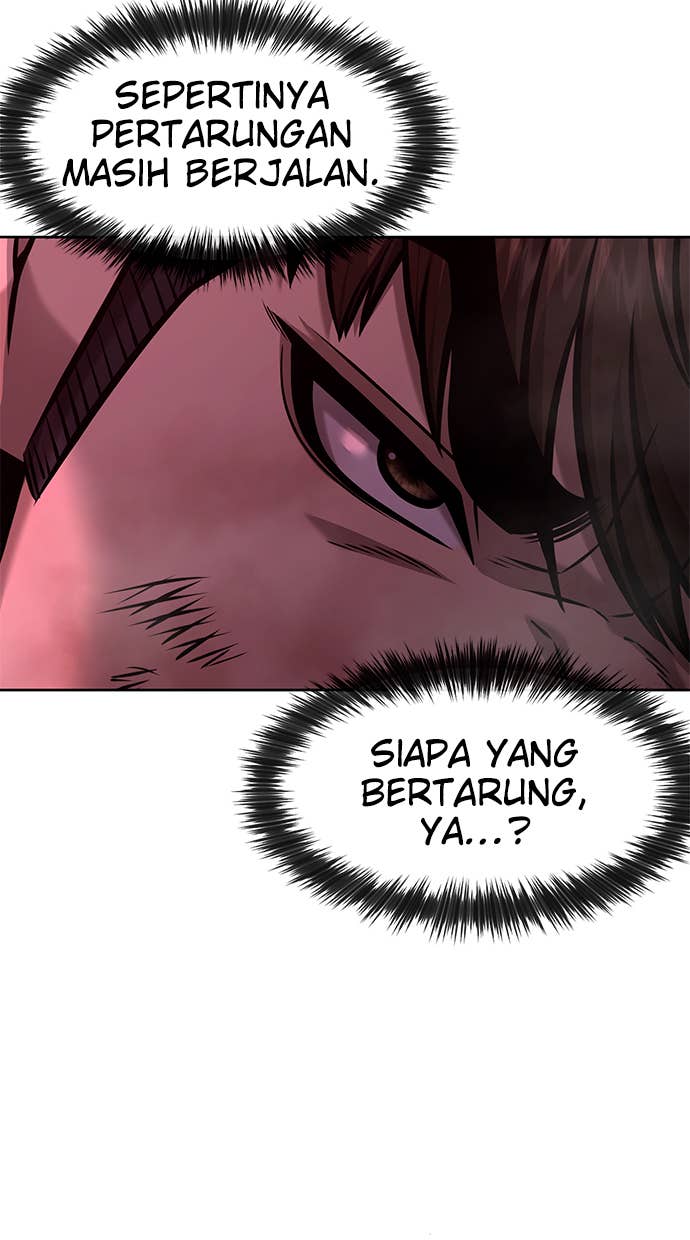 SEPERTINYA
PERTARUNGAN
MASIH BERJALAN.
SIAPA YANG
BERTARUNG,
YA...?